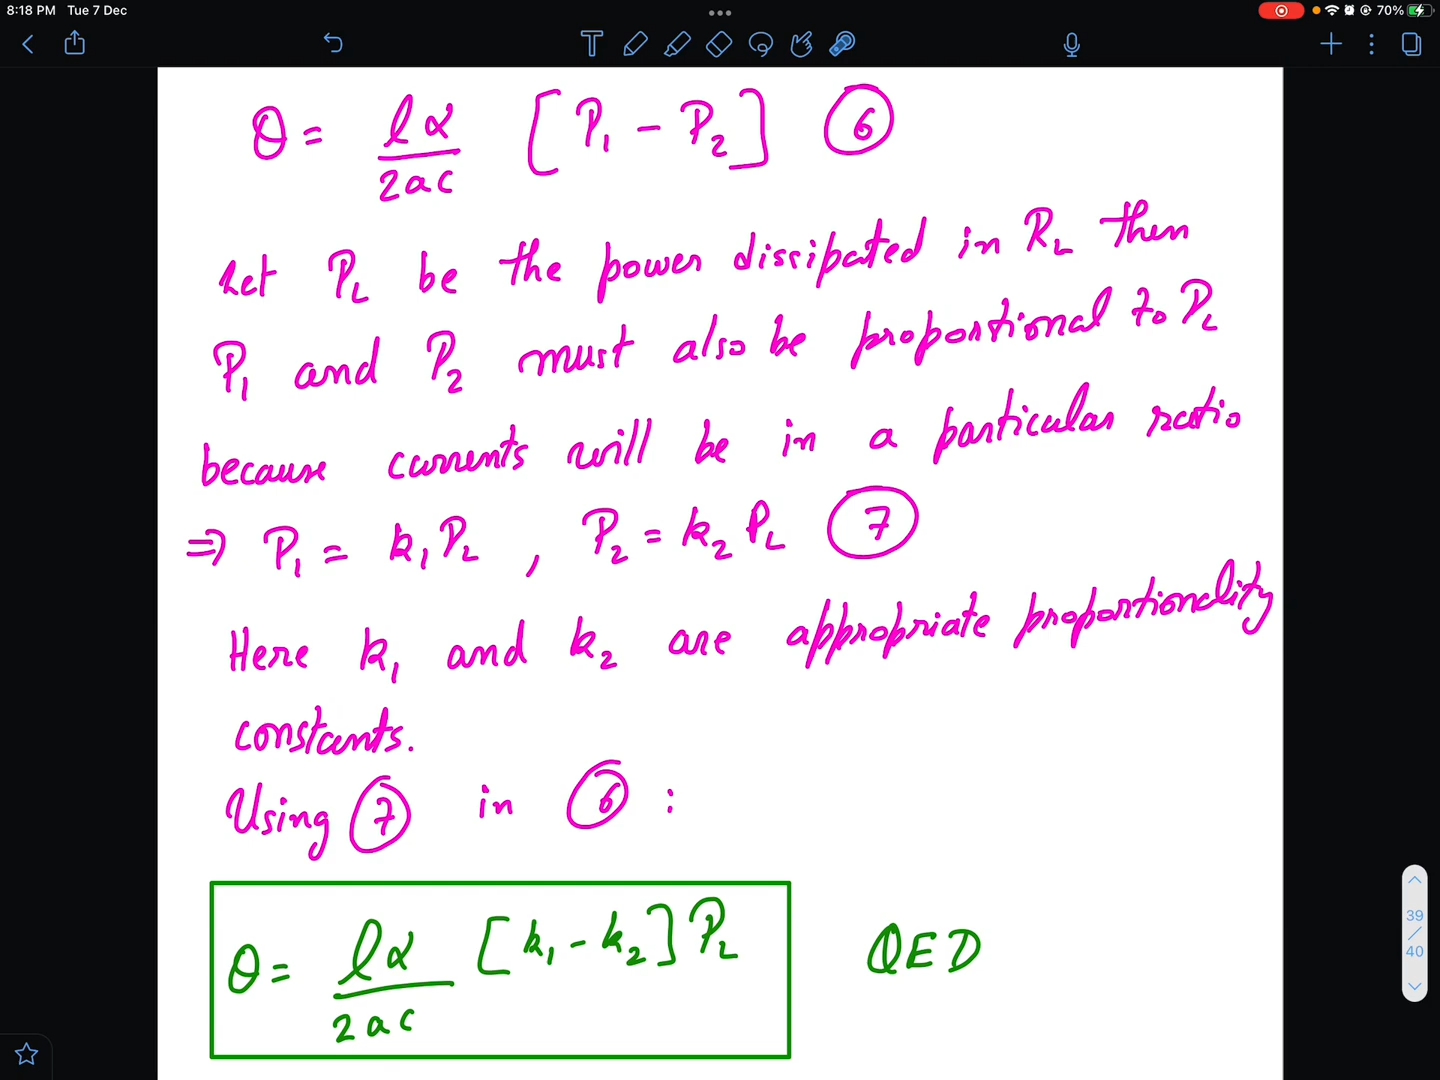 8:18 PM Tue 7 Dec
70%
θ = lα / 2ac [P₁ - P₂] ⑥
Let P_L be the power dissipated in R_L then
P₁ and P₂ must also be proportional to P_L
because currents will be in a particular ratio
⇒ P₁ = k₁P_L , P₂ = k₂P_L ⑦
Here k₁ and k₂ are appropriate proportionality
constants.
Using ⑦ in ⑥ :
θ = lα / 2ac [k₁ - k₂] P_L QED
39
/
40